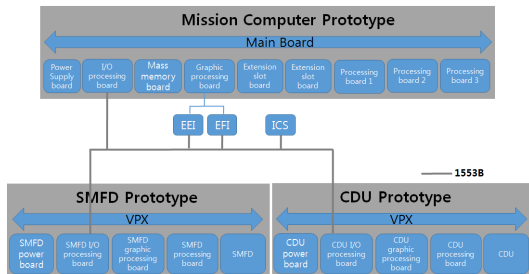 Mission Computer Prototype
Main Board
Power
Supply
board
I/O
processing
board
Mass
memory
board
Graphic
processing
board
Extension
slot
board
Extension
slot
board
Processing
board 1
Processing
board 2
Processing
board 3
EEI
EFI
ICS
1553B
SMFD Prototype
VPX
SMFD
power
board
SMFD I/O
processing
board
SMFD
graphic
processing
board
SMFD
processing
board
SMFD
CDU Prototype
VPX
CDU
power
board
CDU I/O
processing
board
CDU
graphic
processing
board
CDU
processing
board
CDU